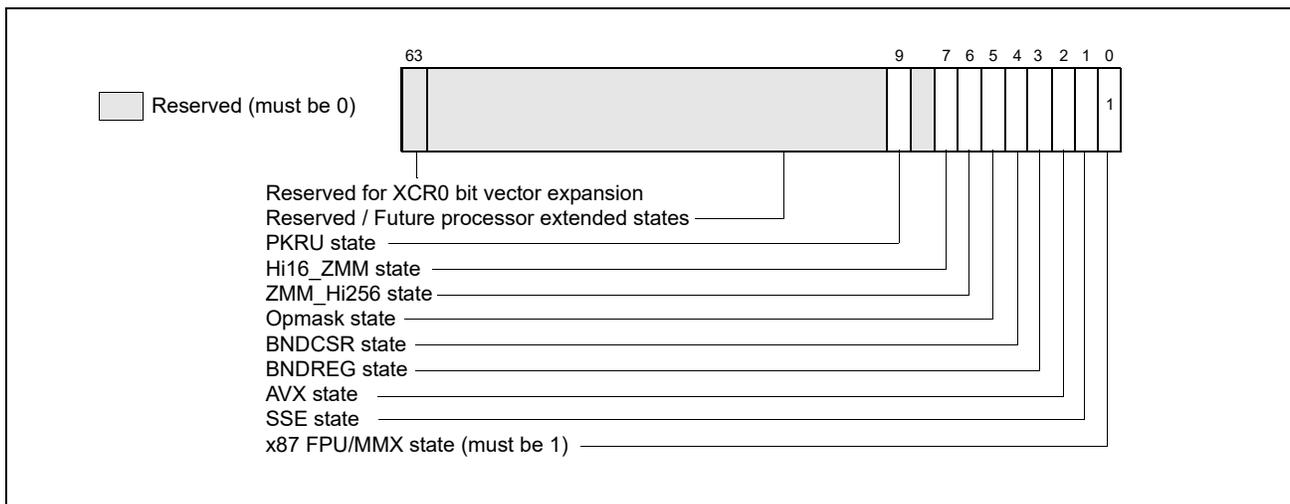 63 9 7 6 5 4 3 2 1 0
Reserved (must be 0)
1
Reserved for XCR0 bit vector expansion
Reserved / Future processor extended states
PKRU state
Hi16_ZMM state
ZMM_Hi256 state
Opmask state
BNDCSR state
BNDREG state
AVX state
SSE state
x87 FPU/MMX state (must be 1)